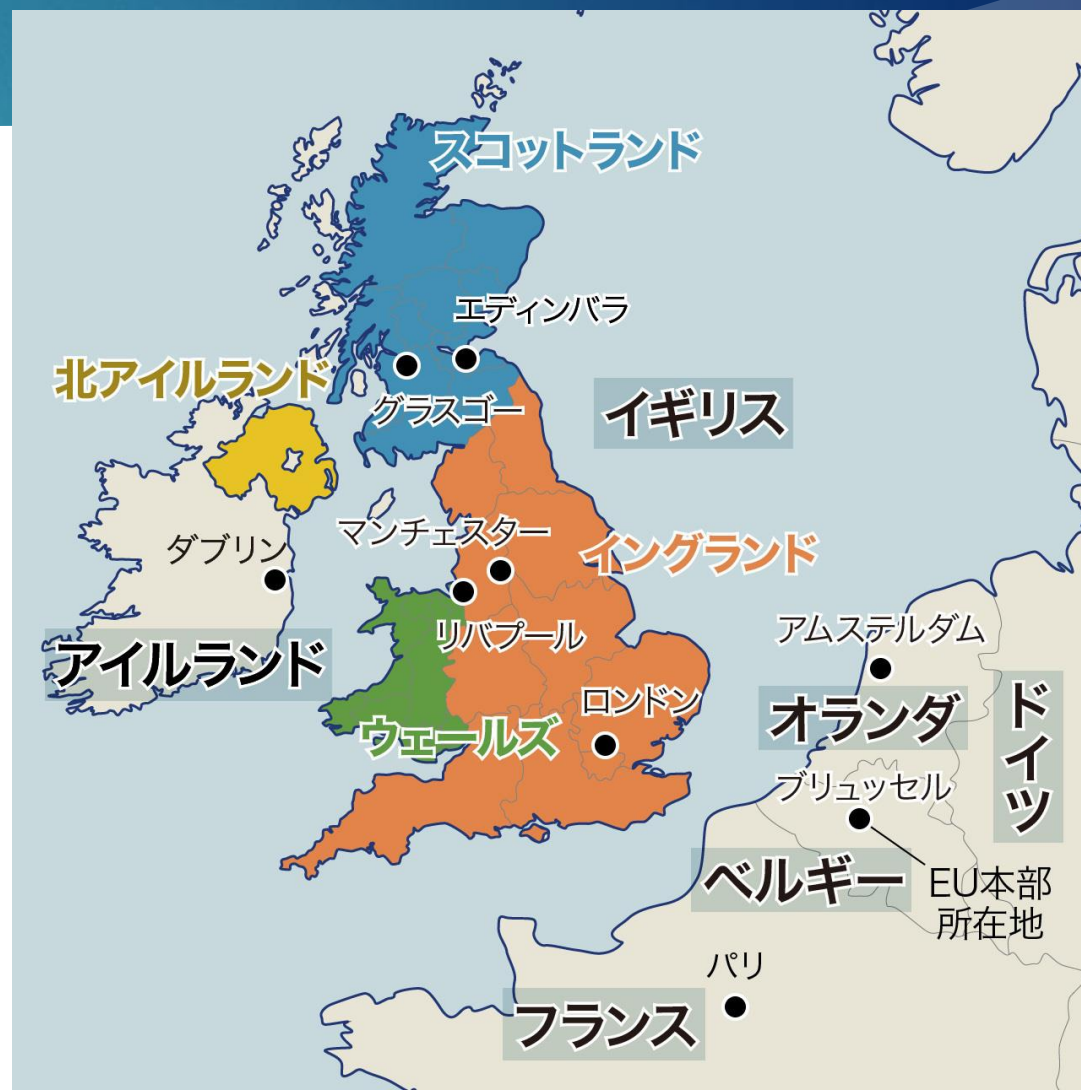 スコットランド
エディンバラ
北アイルランド
グラスゴー
イギリス
マンチェスター
ダブリン
イングランド
リバプール
アイルランド
アムステルダム
ロンドン
オランダ
ドイツ
ウェールズ
ブリュッセル
ベルギー
EU本部
所在地
パリ
フランス